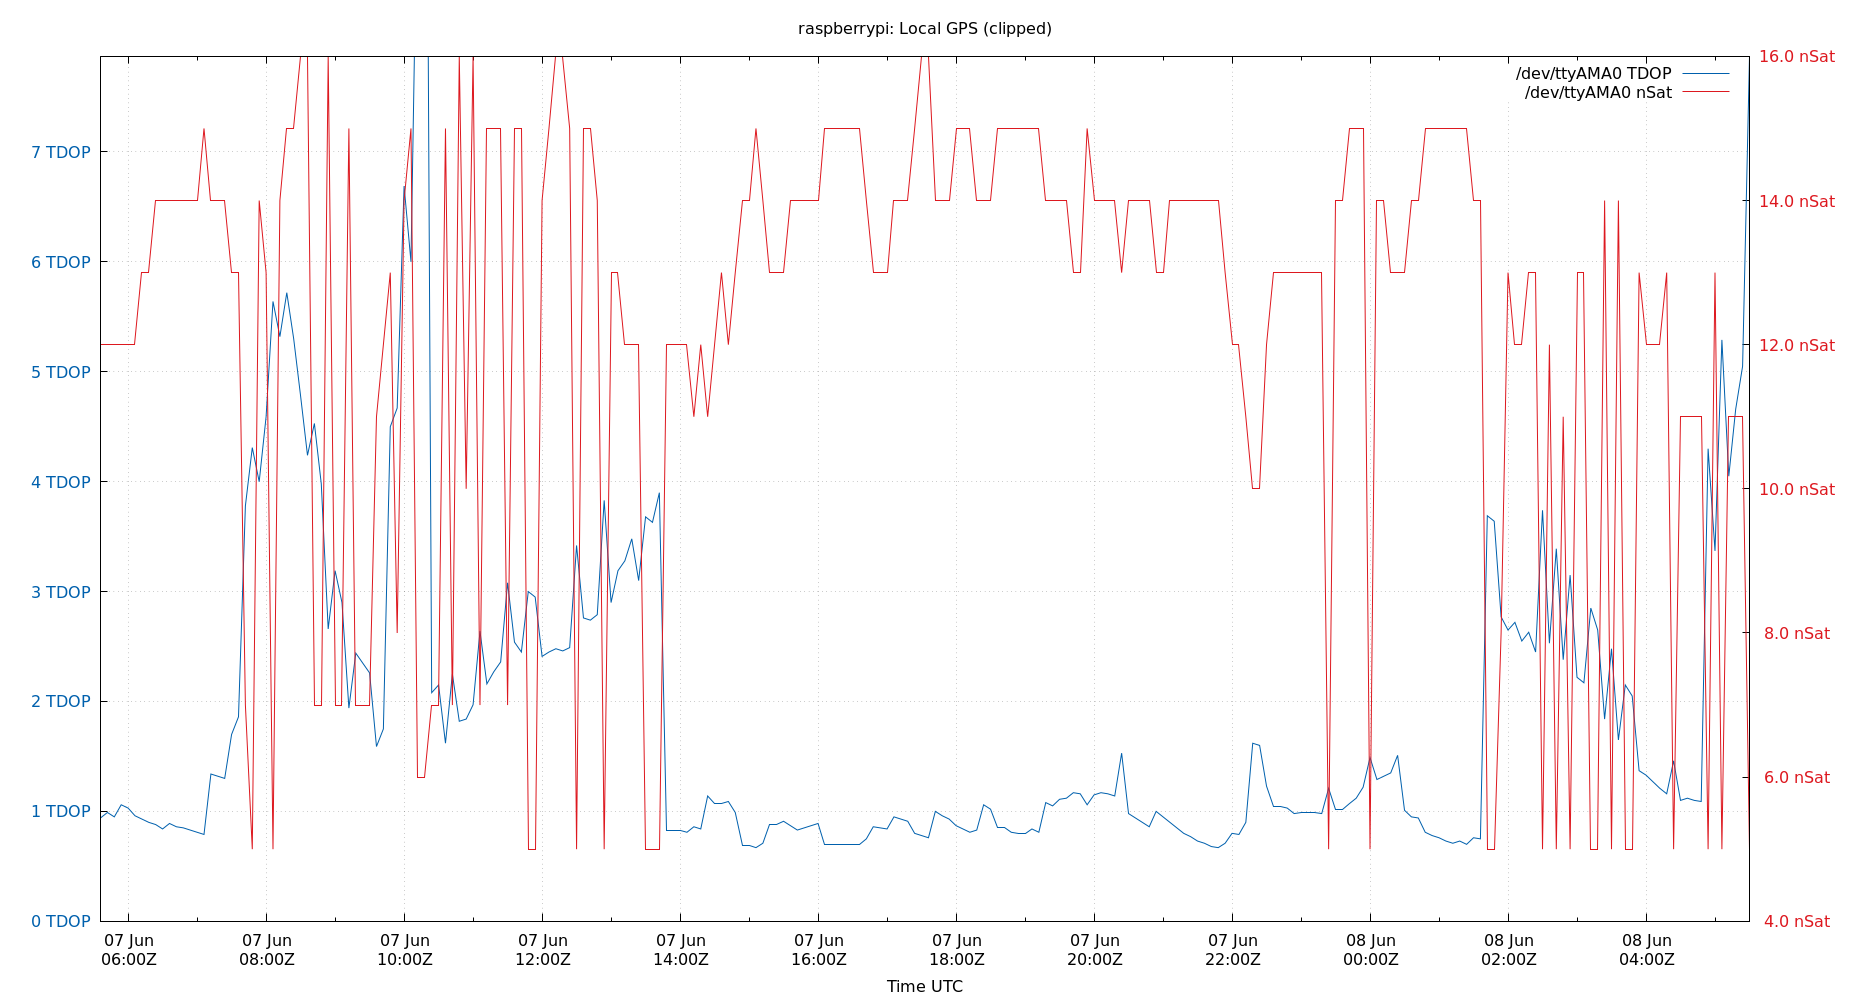 raspberrypi: Local GPS (clipped)
/dev/ttyAMA0 TDOP
/dev/ttyAMA0 nSat
7 TDOP
6 TDOP
5 TDOP
4 TDOP
3 TDOP
2 TDOP
1 TDOP
0 TDOP
16.0 nSat
14.0 nSat
12.0 nSat
10.0 nSat
8.0 nSat
6.0 nSat
4.0 nSat
07 Jun
06:00Z
07 Jun
08:00Z
07 Jun
10:00Z
07 Jun
12:00Z
07 Jun
14:00Z
07 Jun
16:00Z
07 Jun
18:00Z
07 Jun
20:00Z
07 Jun
22:00Z
08 Jun
00:00Z
08 Jun
02:00Z
08 Jun
04:00Z
Time UTC